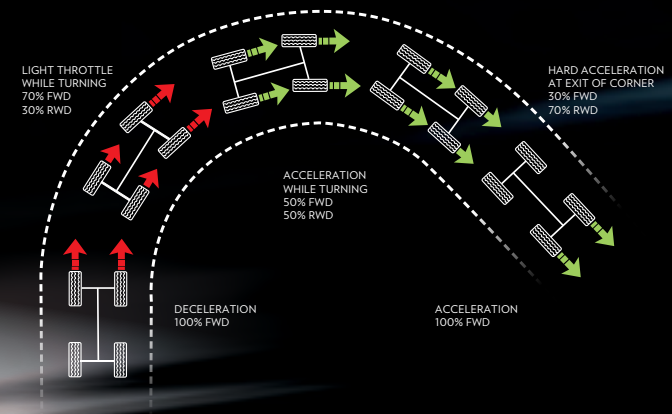 LIGHT THROTTLE
WHILE TURNING
70% FWD
30% RWD
HARD ACCELERATION
AT EXIT OF CORNER
30% FWD
70% RWD
ACCELERATION
WHILE TURNING
50% FWD
50% RWD
DECELERATION
100% FWD
ACCELERATION
100% FWD